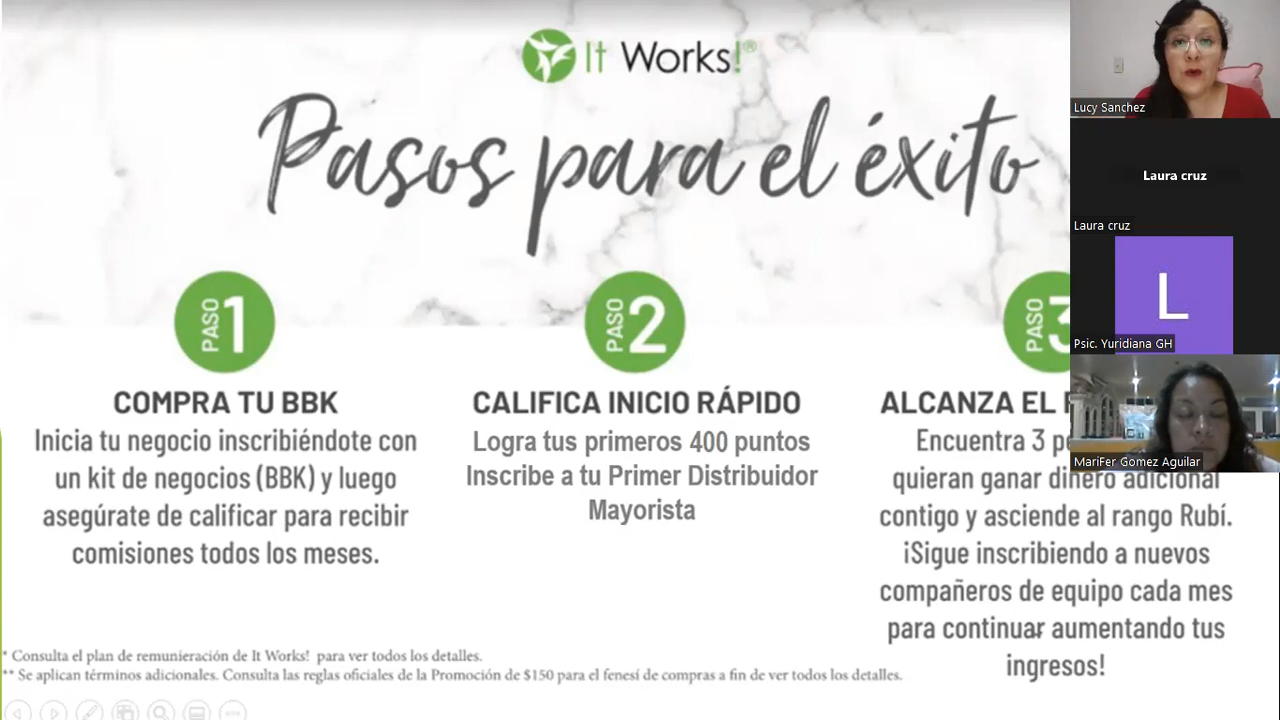 It Works!®
Pasos para el éxito
PASO 1
COMPRA TU BBK
Inicia tu negocio inscribiéndote con
un kit de negocios (BBK) y luego
asegúrate de calificar para recibir
comisiones todos los meses.
PASO 2
CALIFICA INICIO RÁPIDO
Logra tus primeros 400 puntos
Inscribe a tu Primer Distribuidor
Mayorista
PASO 3
ALCANZA EL
Encuentra 3
quieran ganar dinero adicional
contigo y asciende al rango Rubí.
¡Sigue inscribiendo a nuevos
compañeros de equipo cada mes
para continuar aumentando tus
ingresos!
* Consulta el plan de remunieración de It Works! para ver todos los detalles.
** Se aplican términos adicionales. Consulta las reglas oficiales de la Promoción de $150 para el fenesí de compras a fin de ver todos los detalles.
Lucy Sanchez
Laura cruz
Laura cruz
L
Psic. Yuridiana GH
MariFer Gomez Aguilar